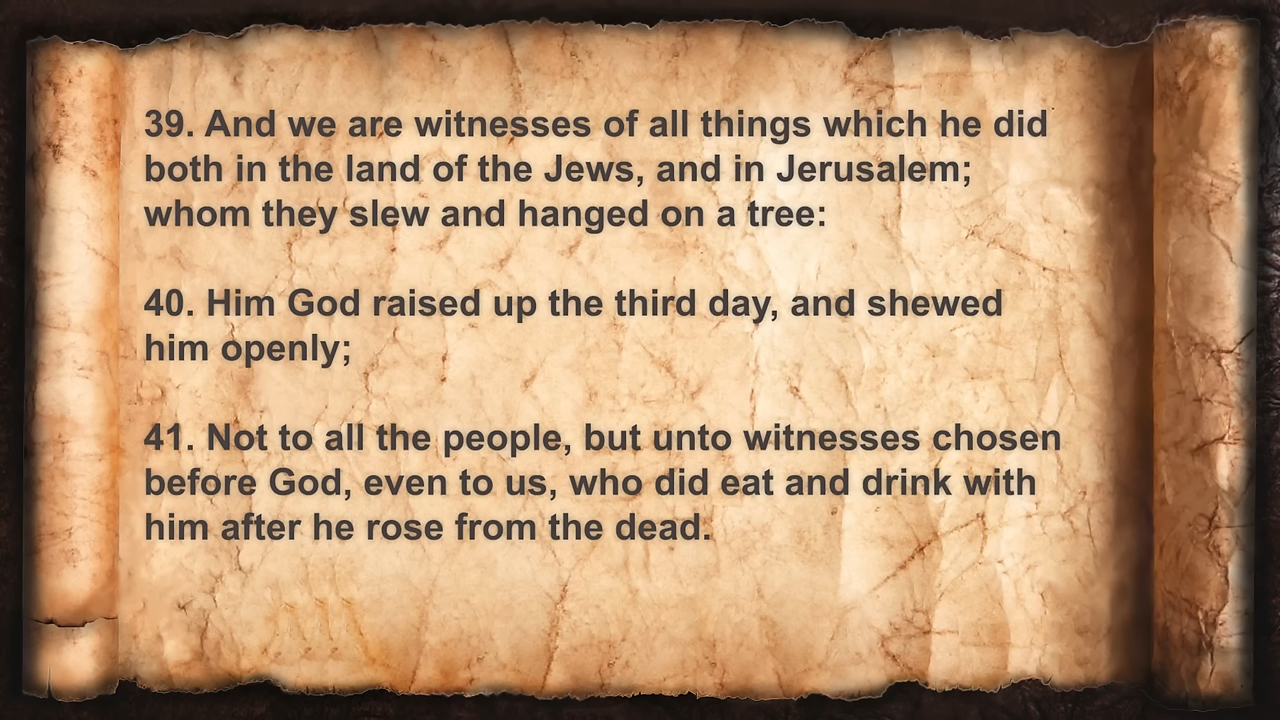 39. And we are witnesses of all things which he did
both in the land of the Jews, and in Jerusalem;
whom they slew and hanged on a tree:
40. Him God raised up the third day, and shewed
him openly;
41. Not to all the people, but unto witnesses chosen
before God, even to us, who did eat and drink with
him after he rose from the dead.